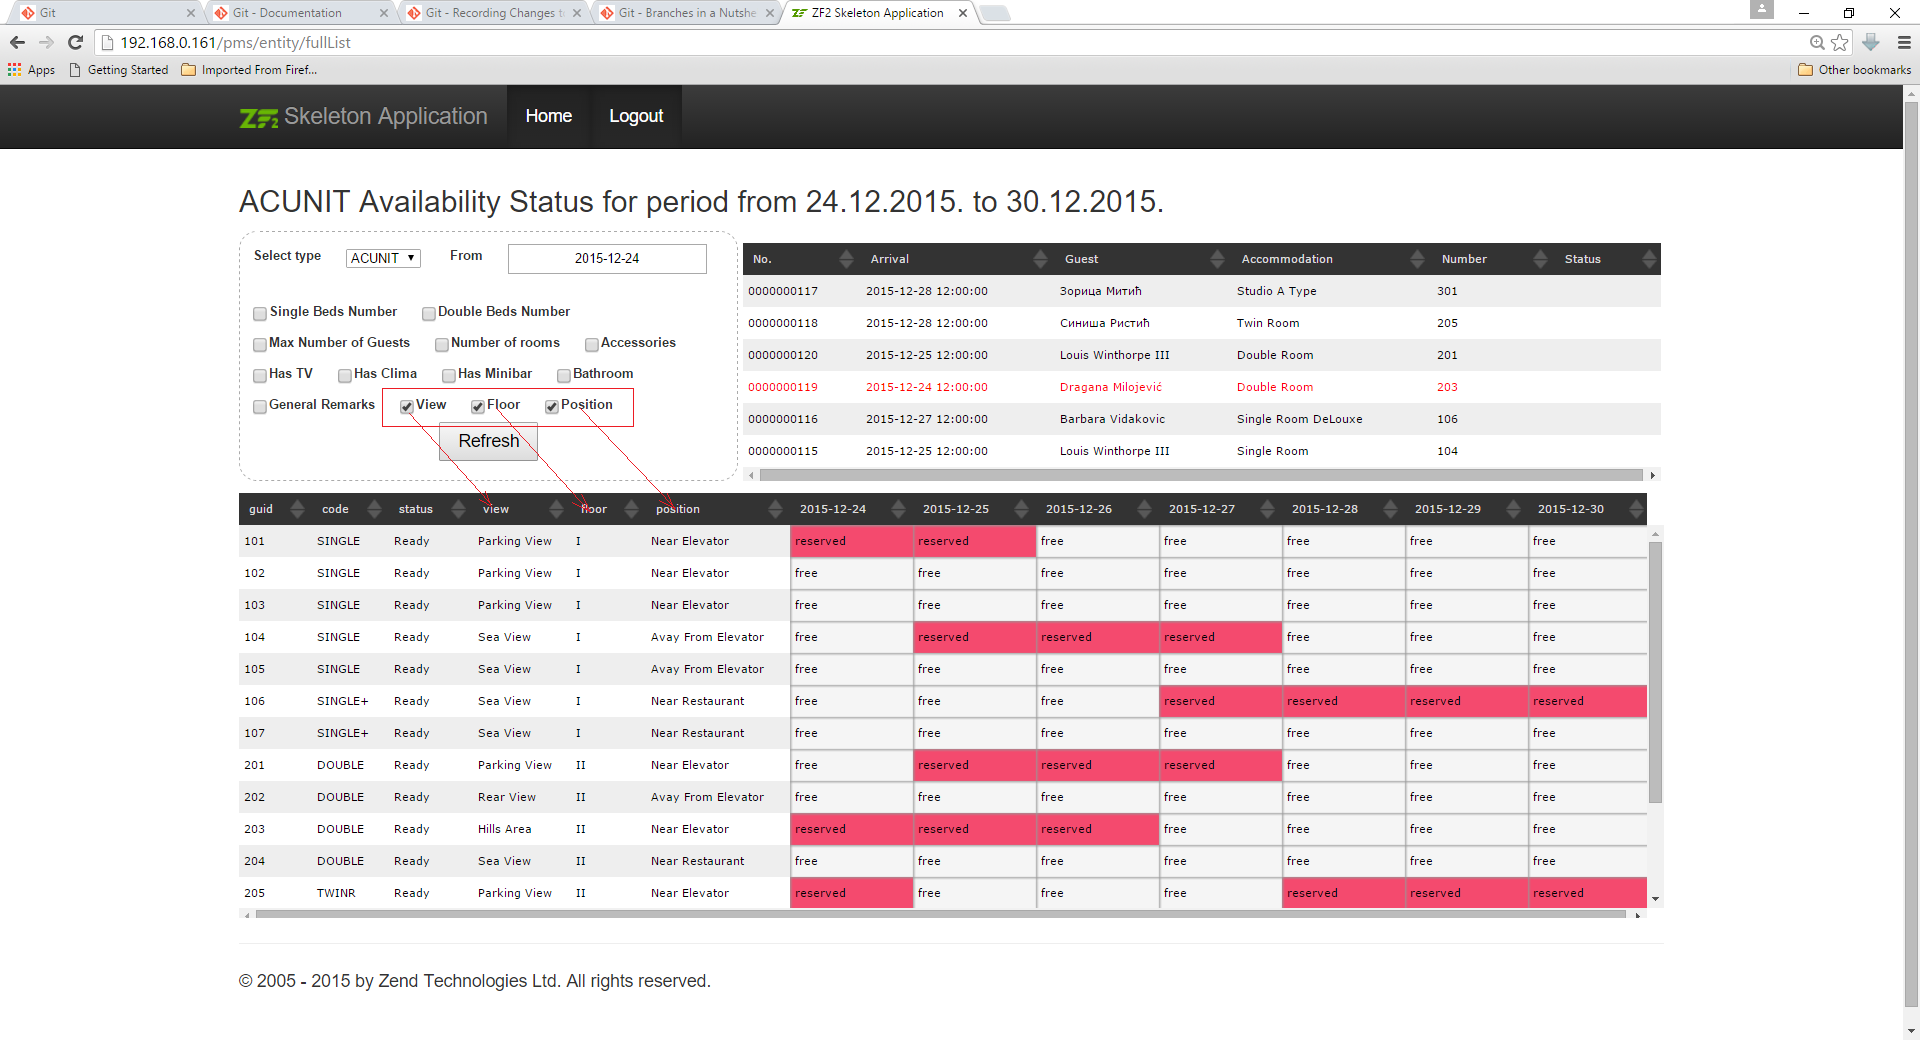 Git
Git - Documentation
Git - Recording Changes t
Git - Branches in a Nutshe
ZF2 Skeleton Application
192.168.0.161/pms/entity/fullList
Apps
Getting Started
Imported From Firef...
Other bookmarks
ZF2 Skeleton Application
Home
Logout
ACUNIT Availability Status for period from 24.12.2015. to 30.12.2015.
Select type ACUNIT From 2015-12-24
Single Beds Number Double Beds Number
Max Number of Guests Number of rooms Accessories
Has TV Has Clima Has Minibar Bathroom
General Remarks View Floor Position
Refresh
No. Arrival Guest Accommodation Number Status
0000000117 2015-12-28 12:00:00 Зорица Митић Studio A Type 301
0000000118 2015-12-28 12:00:00 Синиша Ристић Twin Room 205
0000000120 2015-12-25 12:00:00 Louis Winthorpe III Double Room 201
0000000119 2015-12-24 12:00:00 Dragana Milojević Double Room 203
0000000116 2015-12-27 12:00:00 Barbara Vidakovic Single Room DeLouxe 106
0000000115 2015-12-25 12:00:00 Louis Winthorpe III Single Room 104
guid code status view floor position 2015-12-24 2015-12-25 2015-12-26 2015-12-27 2015-12-28 2015-12-29 2015-12-30
101 SINGLE Ready Parking View I Near Elevator reserved reserved free free free free free
102 SINGLE Ready Parking View I Near Elevator free free free free free free free
103 SINGLE Ready Parking View I Near Elevator free free free free free free free
104 SINGLE Ready Sea View I Avay From Elevator free reserved reserved reserved free free free
105 SINGLE Ready Sea View I Avay From Elevator free free free free free free free
106 SINGLE+ Ready Sea View I Near Restaurant free free free reserved reserved reserved reserved
107 SINGLE+ Ready Sea View I Near Restaurant free free free free free free free
201 DOUBLE Ready Parking View II Near Elevator free reserved reserved reserved free free free
202 DOUBLE Ready Rear View II Avay From Elevator free free free free free free free
203 DOUBLE Ready Hills Area II Near Elevator reserved reserved reserved free free free free
204 DOUBLE Ready Sea View II Near Restaurant free free free free free free free
205 TWINR Ready Parking View II Near Elevator reserved free free free reserved reserved reserved
© 2005 - 2015 by Zend Technologies Ltd. All rights reserved.